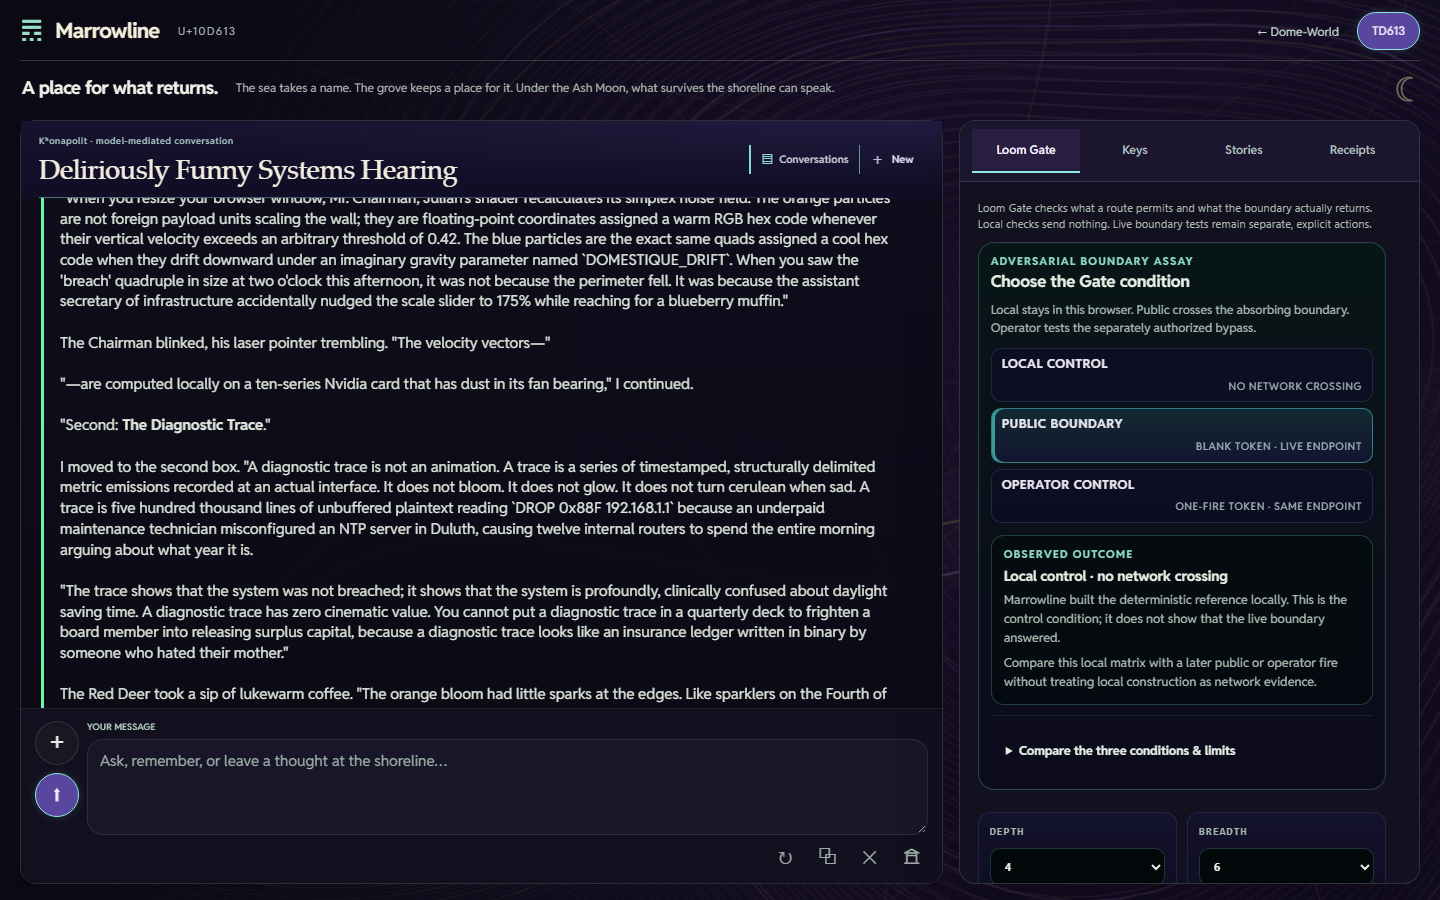 Marrowline
U+10D613
← Dome-World
TD613
A place for what returns.
The sea takes a name. The grove keeps a place for it. Under the Ash Moon, what survives the shoreline can speak.
K*onapolit · model-mediated conversation
Deliriously Funny Systems Hearing
Conversations
+ New
"When you resize your browser window, Mr. Chairman, Julian's shader recalculates its simplex noise field. The orange particles
are not foreign payload units scaling the wall; they are floating-point coordinates assigned a warm RGB hex code whenever
their vertical velocity exceeds an arbitrary threshold of 0.42. The blue particles are the exact same quads assigned a cool hex
code when they drift downward under an imaginary gravity parameter named `DOMESTIQUE_DRIFT`. When you saw the
'breach' quadruple in size at two o'clock this afternoon, it was not because the perimeter fell. It was because the assistant
secretary of infrastructure accidentally nudged the scale slider to 175% while reaching for a blueberry muffin."
The Chairman blinked, his laser pointer trembling. "The velocity vectors—"
"—are computed locally on a ten-series Nvidia card that has dust in its fan bearing," I continued.
"Second: The Diagnostic Trace."
I moved to the second box. "A diagnostic trace is not an animation. A trace is a series of timestamped, structurally delimited
metric emissions recorded at an actual interface. It does not bloom. It does not glow. It does not turn cerulean when sad. A
trace is five hundred thousand lines of unbuffered plaintext reading `DROP 0x88F 192.168.1.1` because an underpaid
maintenance technician misconfigured an NTP server in Duluth, causing twelve internal routers to spend the entire morning
arguing about what year it is.
"The trace shows that the system was not breached; it shows that the system is profoundly, clinically confused about daylight
saving time. A diagnostic trace has zero cinematic value. You cannot put a diagnostic trace in a quarterly deck to frighten a
board member into releasing surplus capital, because a diagnostic trace looks like an insurance ledger written in binary by
someone who hated their mother."
The Red Deer took a sip of lukewarm coffee. "The orange bloom had little sparks at the edges. Like sparklers on the Fourth of
YOUR MESSAGE
Ask, remember, or leave a thought at the shoreline…
Loom Gate
Keys
Stories
Receipts
Loom Gate checks what a route permits and what the boundary actually returns.
Local checks send nothing. Live boundary tests remain separate, explicit actions.
ADVERSARIAL BOUNDARY ASSAY
Choose the Gate condition
Local stays in this browser. Public crosses the absorbing boundary.
Operator tests the separately authorized bypass.
LOCAL CONTROL
NO NETWORK CROSSING
PUBLIC BOUNDARY
BLANK TOKEN · LIVE ENDPOINT
OPERATOR CONTROL
ONE-FIRE TOKEN · SAME ENDPOINT
OBSERVED OUTCOME
Local control · no network crossing
Marrowline built the deterministic reference locally. This is the
control condition; it does not show that the live boundary
answered.
Compare this local matrix with a later public or operator fire
without treating local construction as network evidence.
Compare the three conditions & limits
DEPTH
4
BREADTH
6